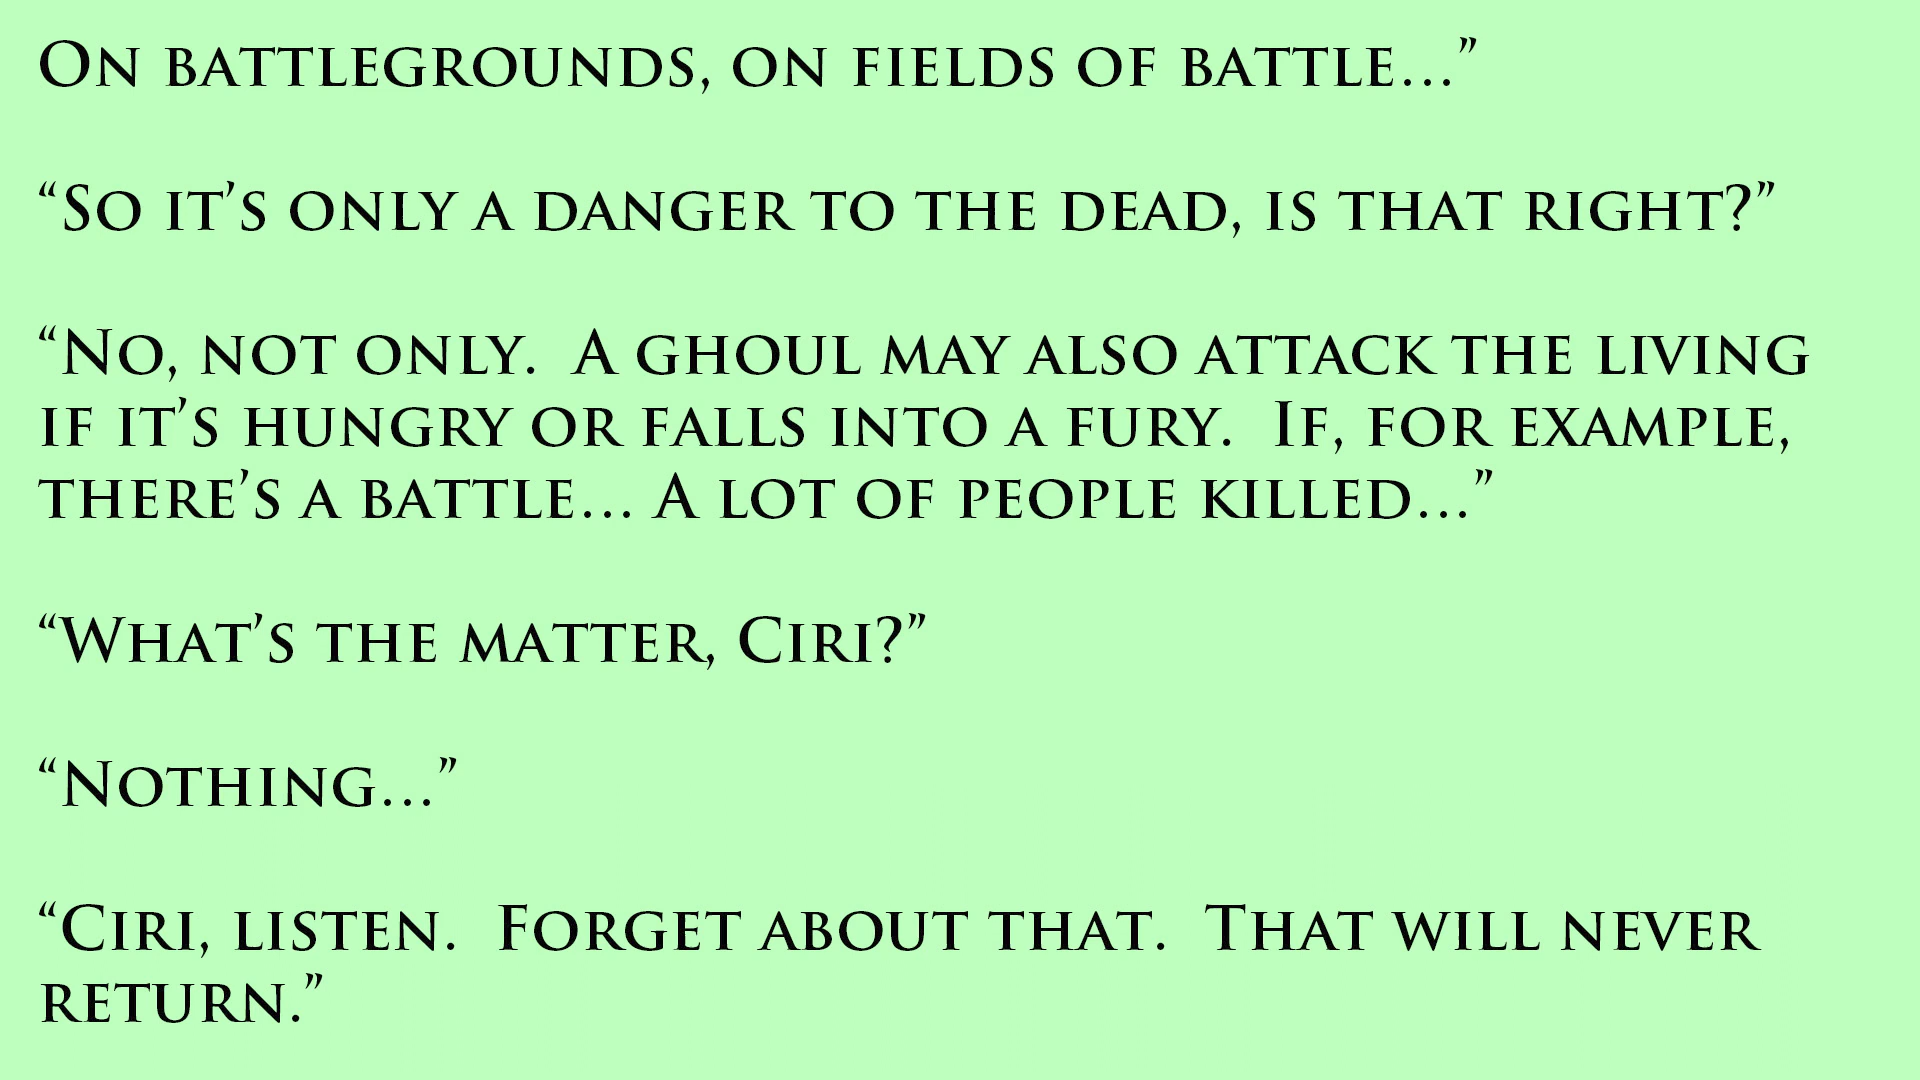 On battlegrounds, on fields of battle…”
“So it’s only a danger to the dead, is that right?”
“No, not only.  A ghoul may also attack the living
if it’s hungry or falls into a fury.  If, for example,
there’s a battle… A lot of people killed…”
“What’s the matter, Ciri?”
“Nothing…”
“Ciri, listen.  Forget about that.  That will never
return.”